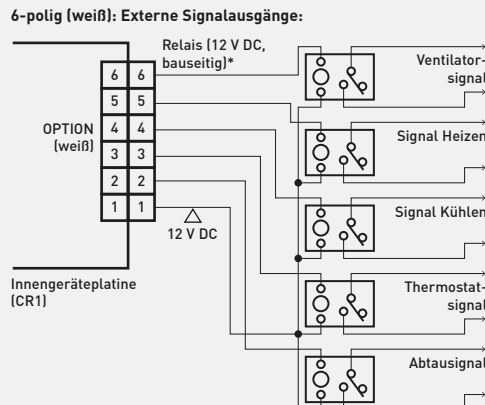 6-polig (weiß): Externe Signalausgänge:
Relais (12 V DC,
bauseitig)*
OPTION
(weiß)
6 6
5 5
4 4
3 3
2 2
1 1
12 V DC
Innengeräteplatine
(CR1)
Ventilator-
signal
Signal Heizen
Signal Kühlen
Thermostat-
signal
Abtausignal